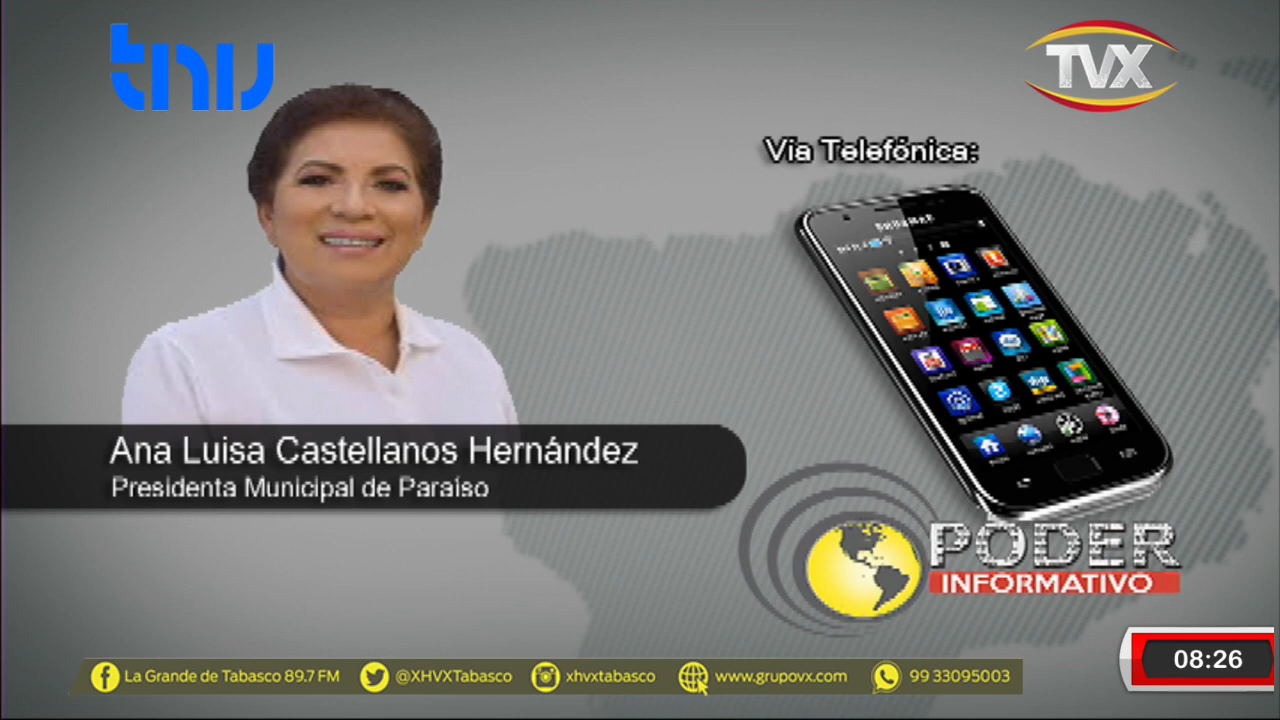 tnv
TVX
Vía Telefónica:
Ana Luisa Castellanos Hernández
Presidenta Municipal de Paraíso
PODER
INFORMATIVO
La Grande de Tabasco 89.7 FM
@XHVXTabasco
xhvxtabasco
www.grupovx.com
99 33095003
08:26